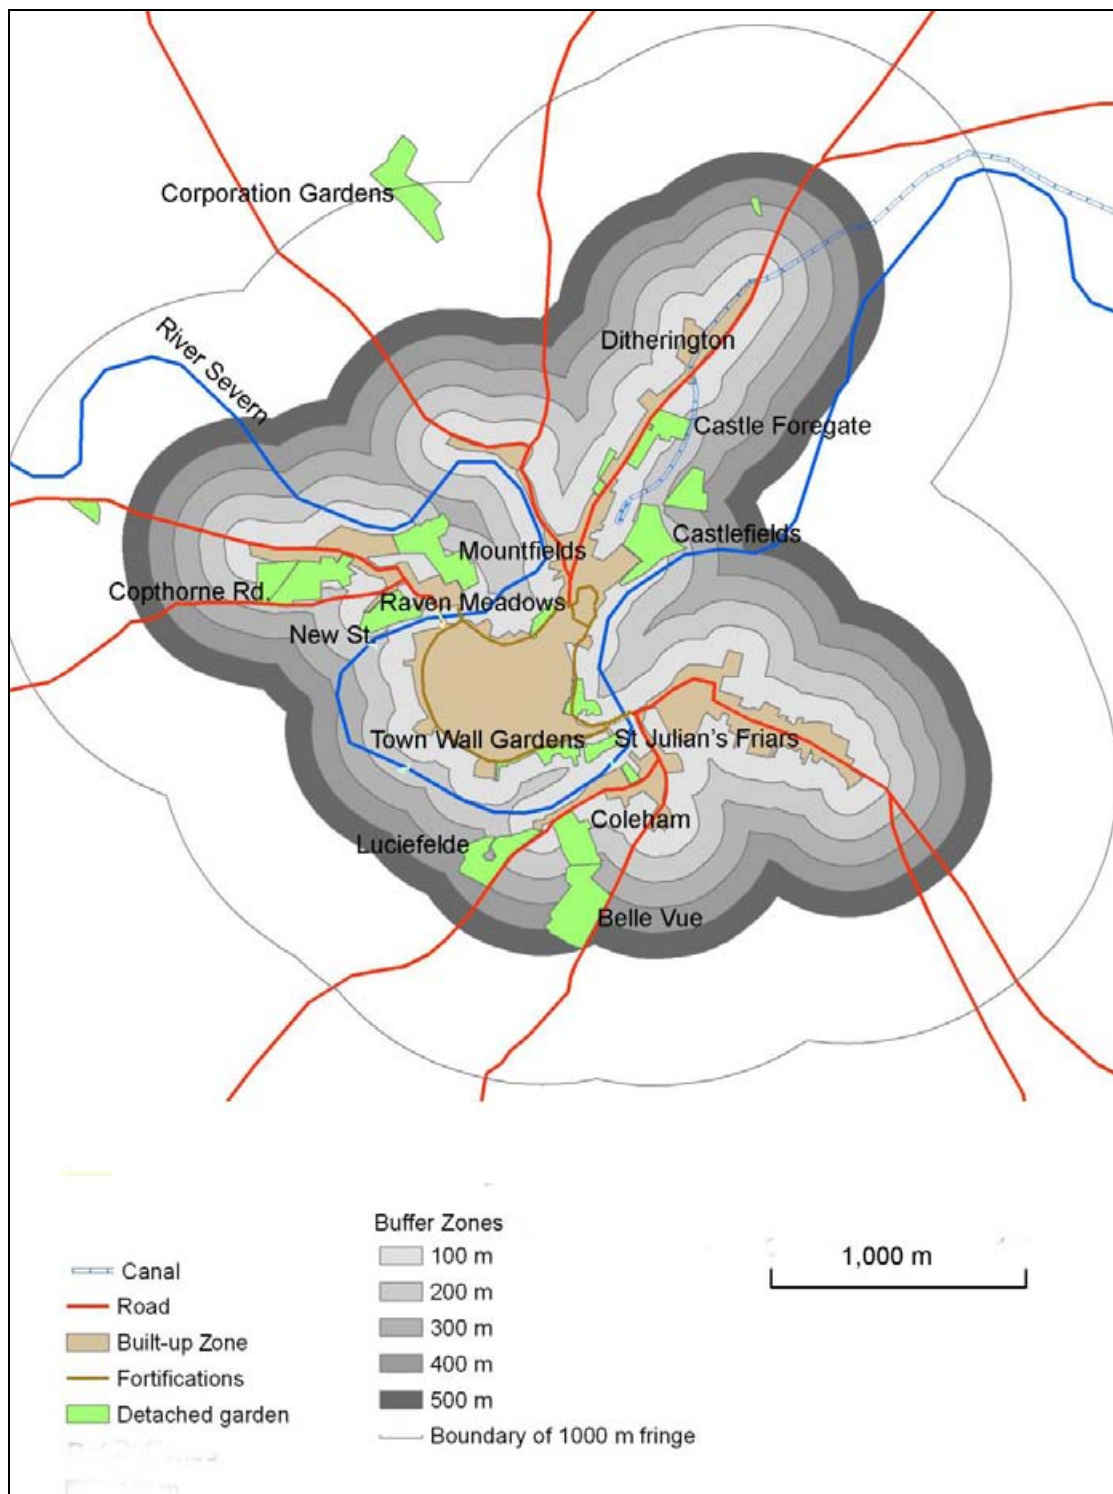 Corporation Gardens
River Severn
Ditherington
Castle Foregate
Castlefields
Mountfields
Copthorne Rd.
Raven Meadows
New St.
Town Wall Gardens
St Julian's Friars
Coleham
Luciefelde
Belle Vue
Canal
Road
Built-up Zone
Fortifications
Detached garden
Buffer Zones
100 m
200 m
300 m
400 m
500 m
Boundary of 1000 m fringe
1,000 m